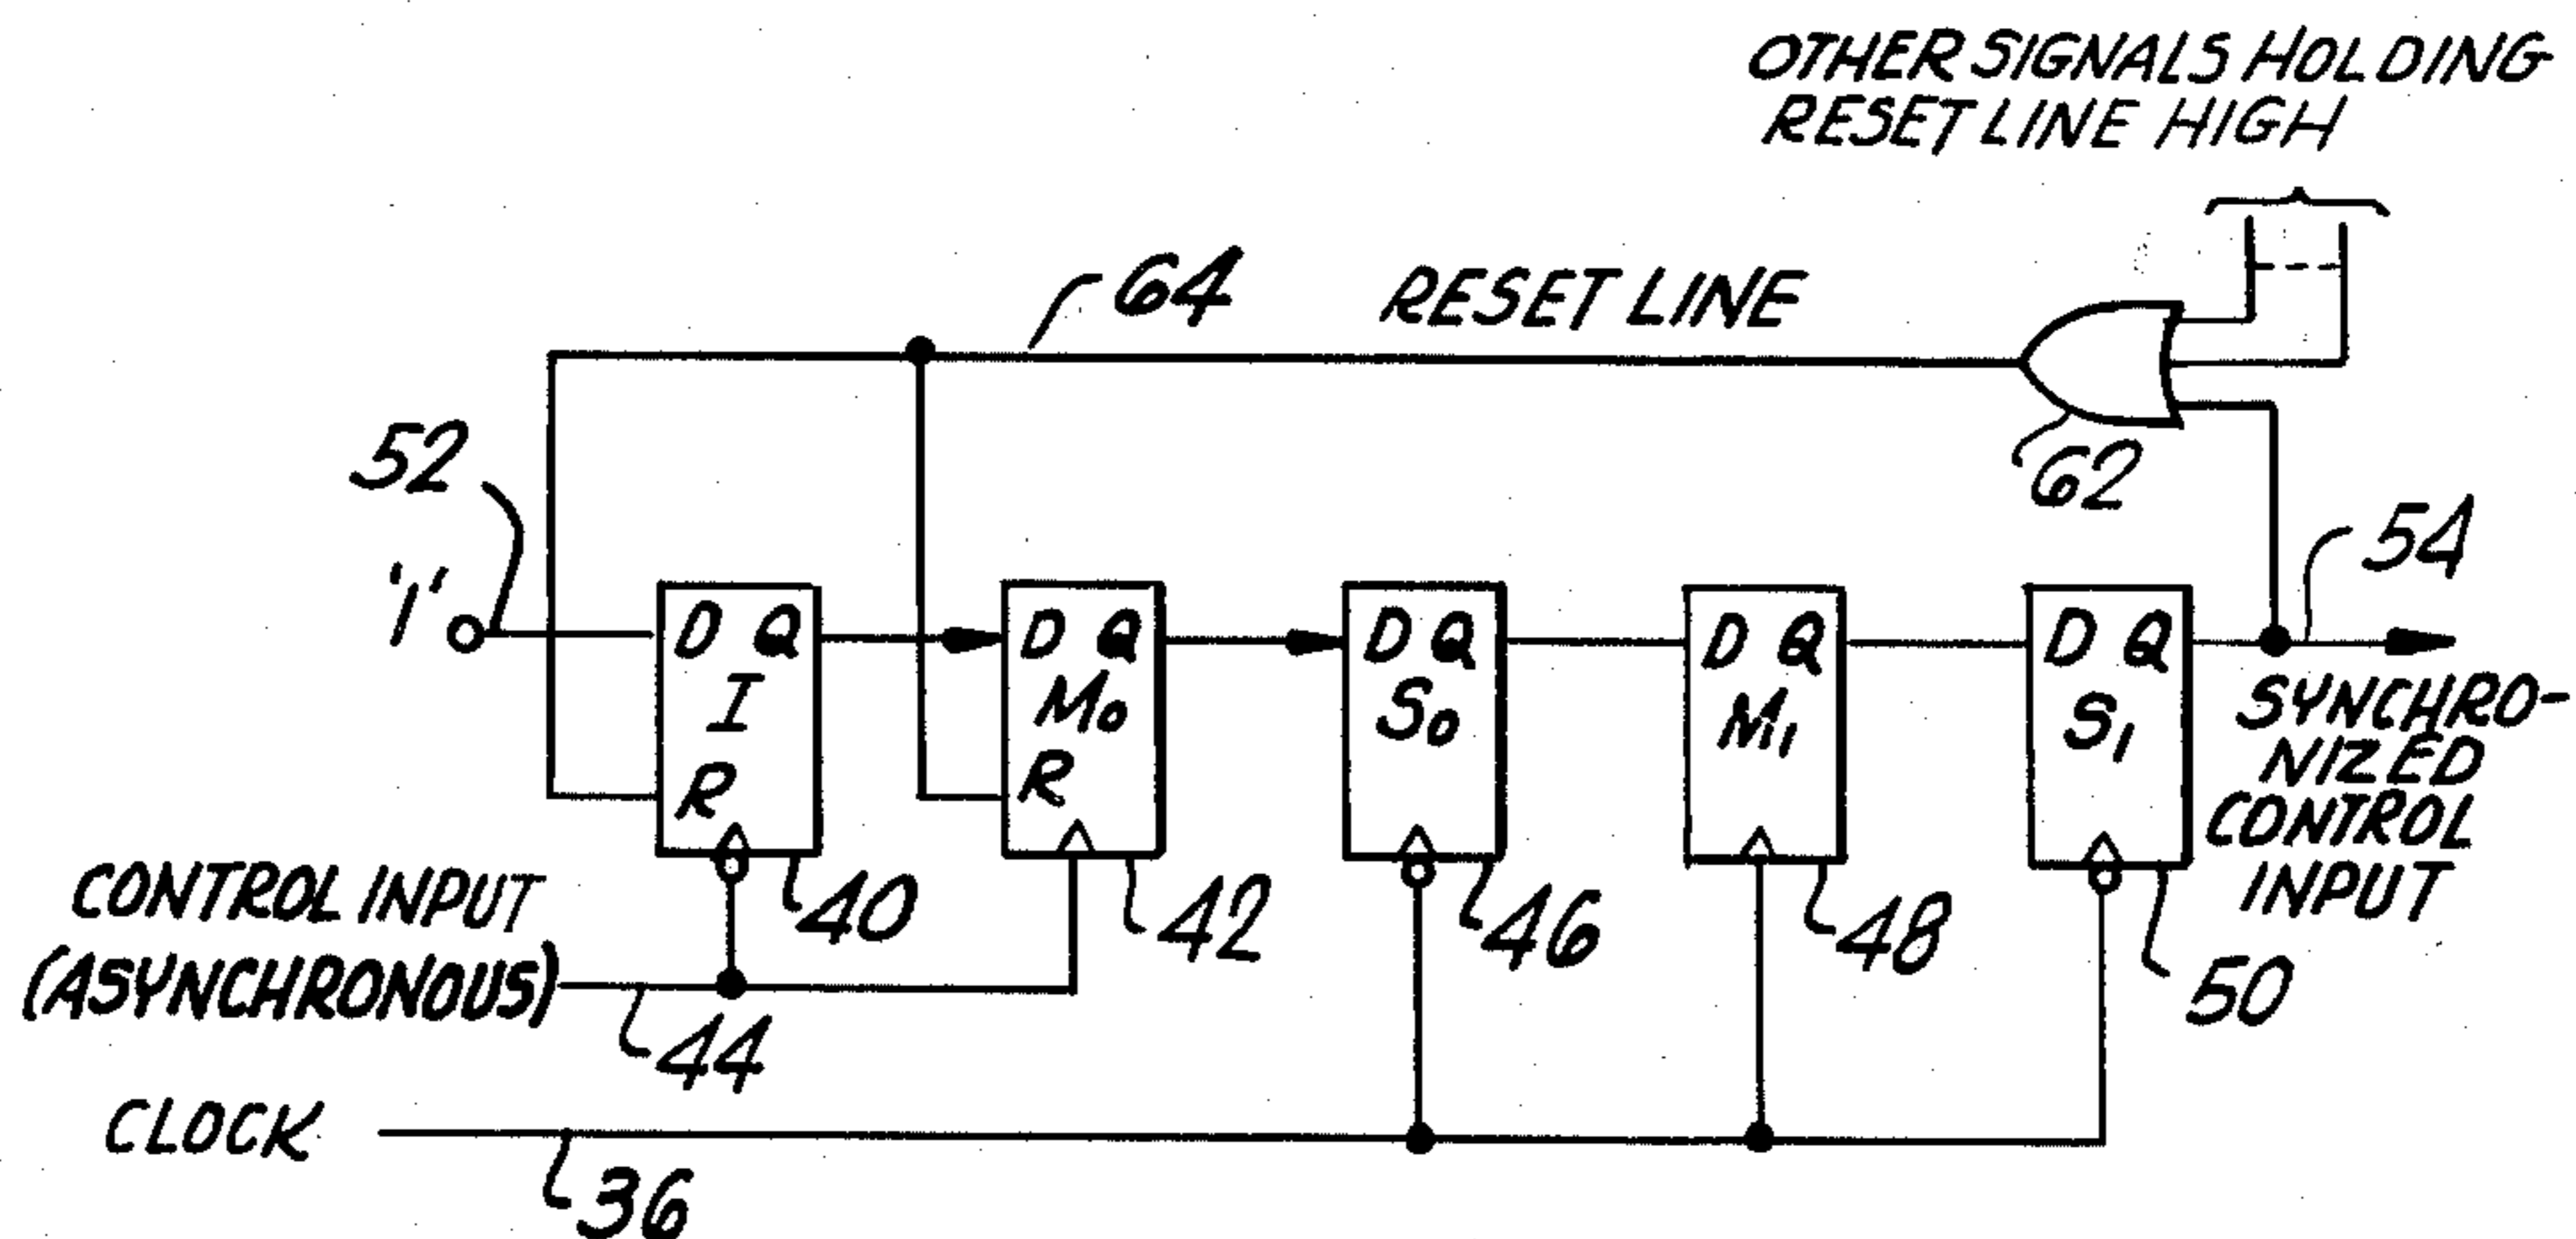 OTHER SIGNALS HOLDING
RESET LINE HIGH
64
RESET LINE
62
52
'1'
54
D Q
I
R
D Q
M0
R
D Q
S0
D Q
M1
D Q
S1
SYNCHRO-
NIZED
CONTROL
INPUT
40
42
46
48
50
CONTROL INPUT
(ASYNCHRONOUS)
44
CLOCK
36